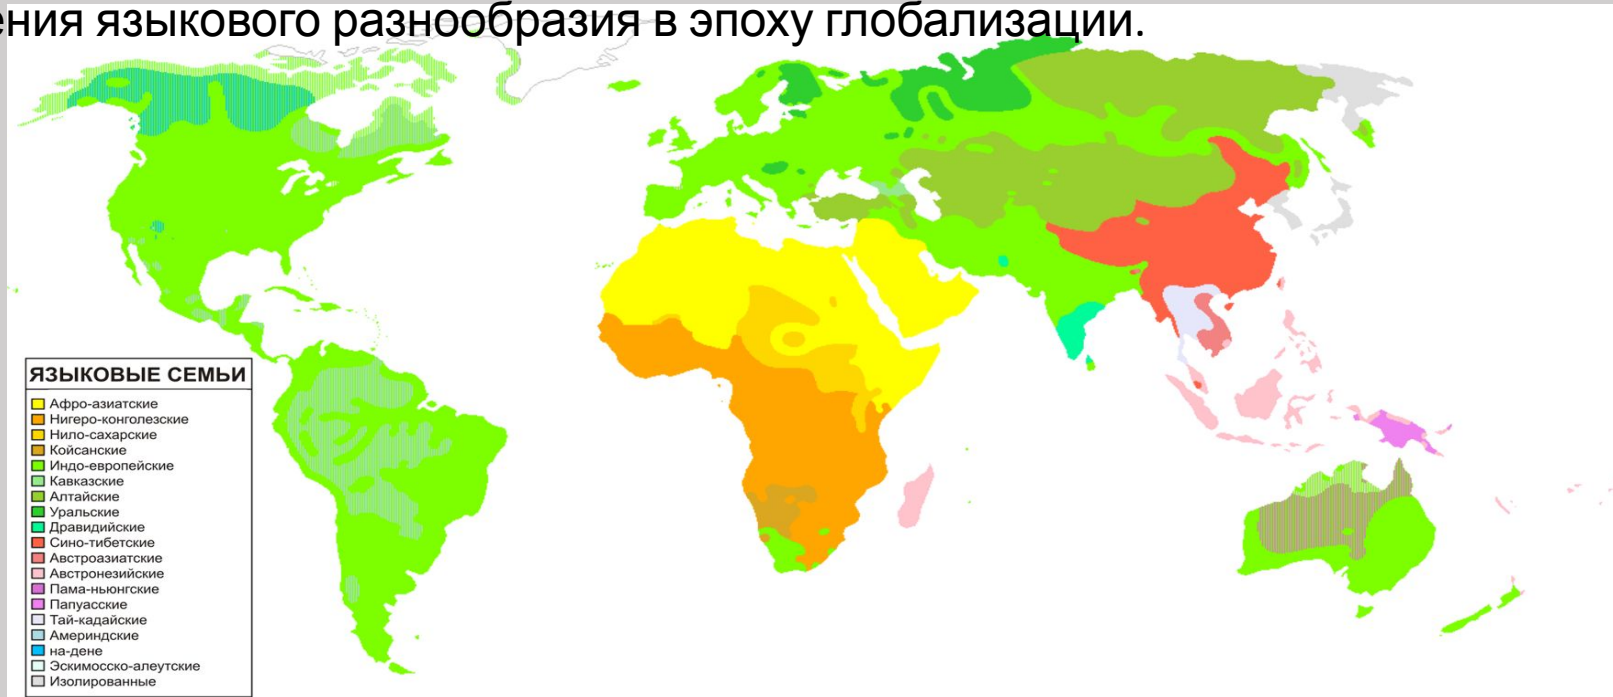 ния языкового разнообразия в эпоху глобализации.
ЯЗЫКОВЫЕ СЕМЬИ
Афро-азиатские
Нигеро-конголезские
Нило-сахарские
Койсанские
Индо-европейские
Кавказские
Алтайские
Уральские
Дравидийские
Сино-тибетские
Австроазиатские
Австронезийские
Пама-ньюнгские
Папуасские
Тай-кадайские
Америндские
на-дене
Эскимосско-алеутские
Изолированные